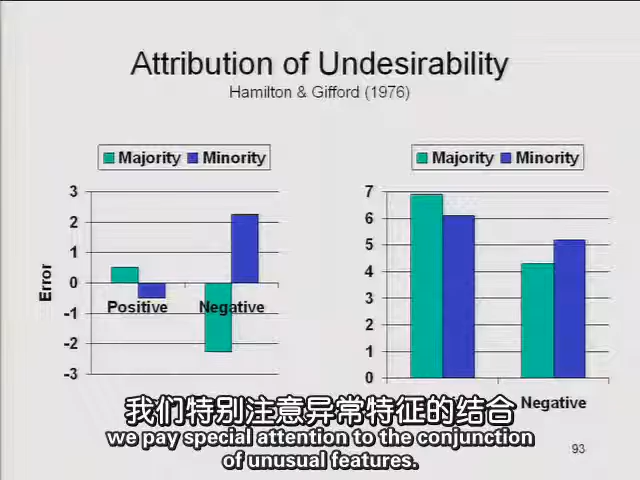 Attribution of Undesirability
Hamilton & Gifford (1976)
Majority Minority
Majority Minority
3
2
1
0
-1
-2
-3
Error
Positive Negative
7
6
5
4
3
2
1
0
Negative
我们特别注意异常特征的结合
we pay special attention to the conjunction
of unusual features.
93